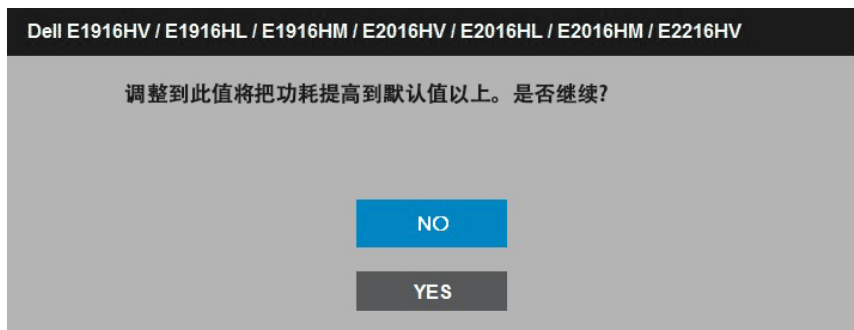 Dell E1916HV / E1916HL / E1916HM / E2016HV / E2016HL / E2016HM / E2216HV
调整到此值将把功耗提高到默认值以上。是否继续?
NO
YES